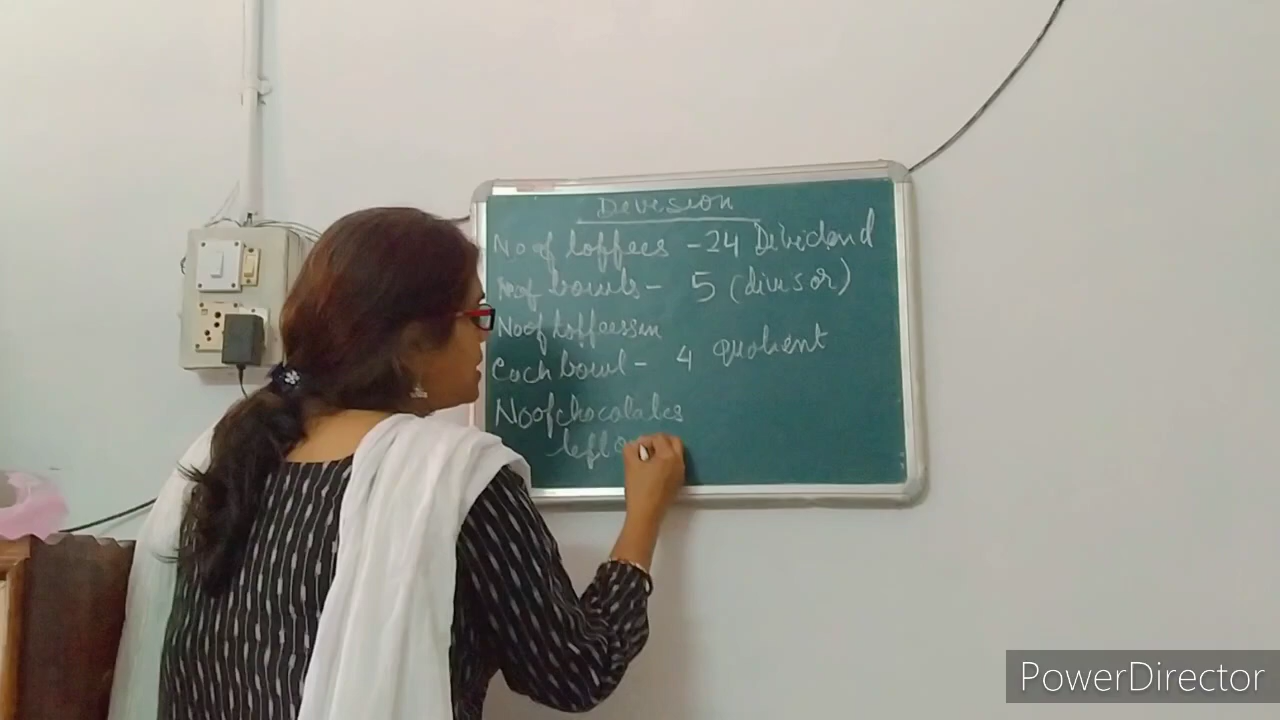 Devesion
No of toffees - 24 Dividend
No of bowls - 5 (divisor)
No of toffees in
Each bowl - 4 quotient
No of chocolates
left
PowerDirector